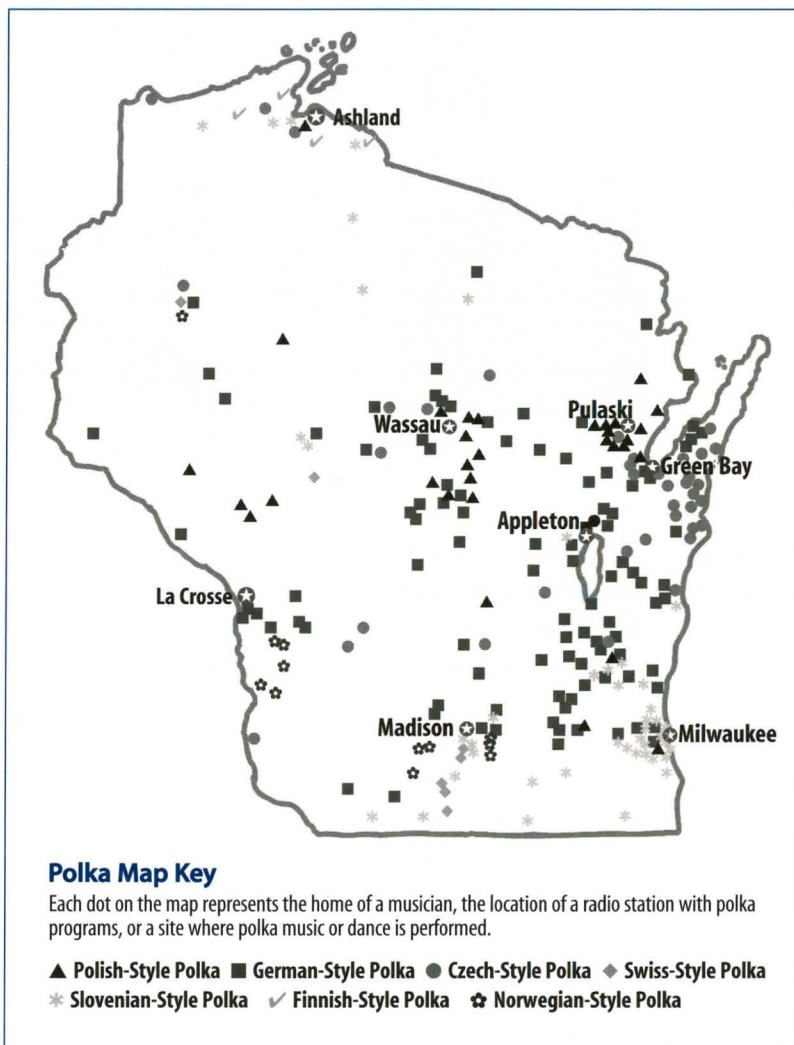 Ashland
Wassau
Pulaski
Green Bay
Appleton
La Crosse
Madison
Milwaukee
Polka Map Key
Each dot on the map represents the home of a musician, the location of a radio station with polka
programs, or a site where polka music or dance is performed.
Polish-Style Polka German-Style Polka Czech-Style Polka Swiss-Style Polka
Slovenian-Style Polka Finnish-Style Polka Norwegian-Style Polka